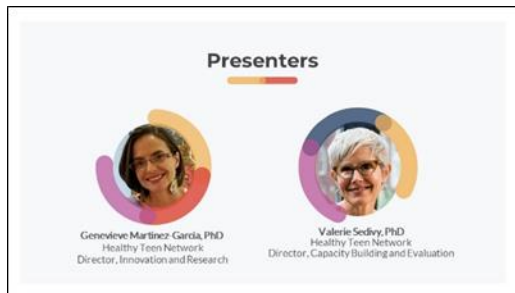 Presenters
Genevieve Martinez-Garcia, PhD
Healthy Teen Network
Director, Innovation and Research
Valerie Sedivy, PhD
Healthy Teen Network
Director, Capacity Building and Evaluation